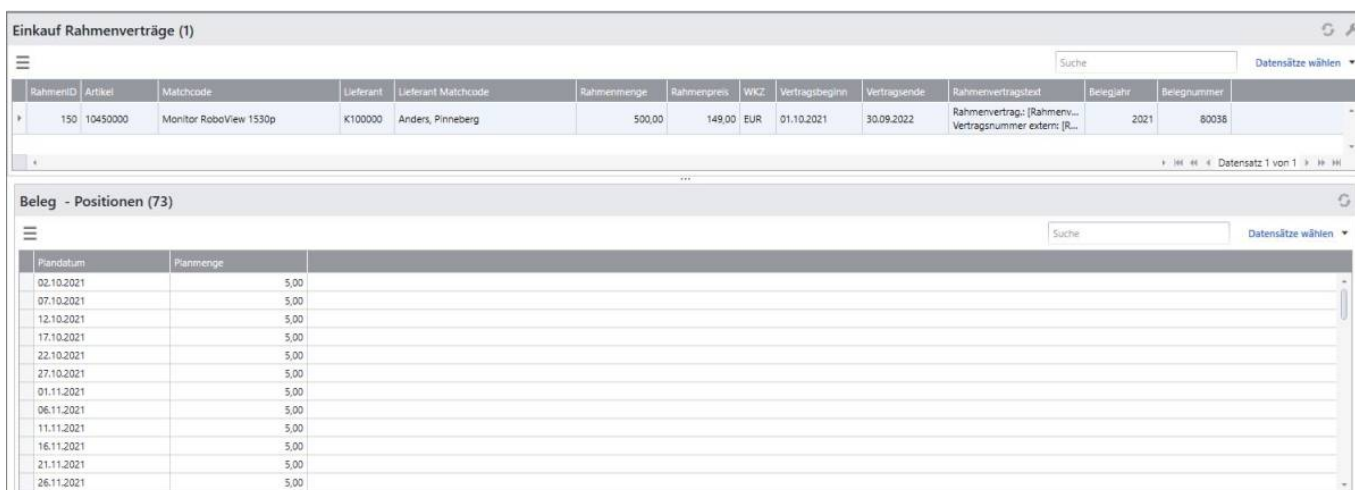 Einkauf Rahmenverträge (1)
Suche
Datensätze wählen
RahmenID Artikel Matchcode Lieferant Lieferant Matchcode Rahmenmenge Rahmenpreis WKZ Vertragsbeginn Vertragsende Rahmenvertragstext Belegjahr Belegnummer
150 10450000 Monitor RoboView 1530p K100000 Anders, Pinneberg 500,00 149,00 EUR 01.10.2021 30.09.2022 Rahmenvertrag.: [Rahmenv... 2021 80038
Vertragsnummer extern: [R...
Datensatz 1 von 1
Beleg - Positionen (73)
Suche
Datensätze wählen
Plandatum Planmenge
02.10.2021 5,00
07.10.2021 5,00
12.10.2021 5,00
17.10.2021 5,00
22.10.2021 5,00
27.10.2021 5,00
01.11.2021 5,00
06.11.2021 5,00
11.11.2021 5,00
16.11.2021 5,00
21.11.2021 5,00
26.11.2021 5,00